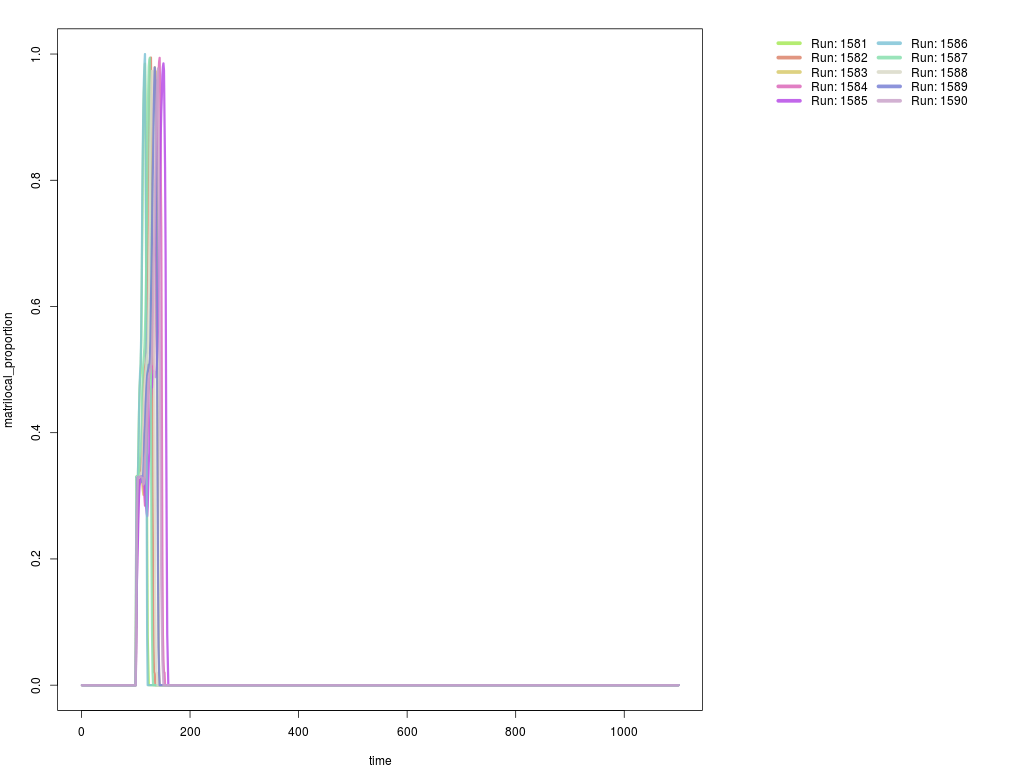 Run: 1581
Run: 1582
Run: 1583
Run: 1584
Run: 1585
Run: 1586
Run: 1587
Run: 1588
Run: 1589
Run: 1590
matrilocal_proportion
1.0
0.8
0.6
0.4
0.2
0.0
0 200 400 600 800 1000
time